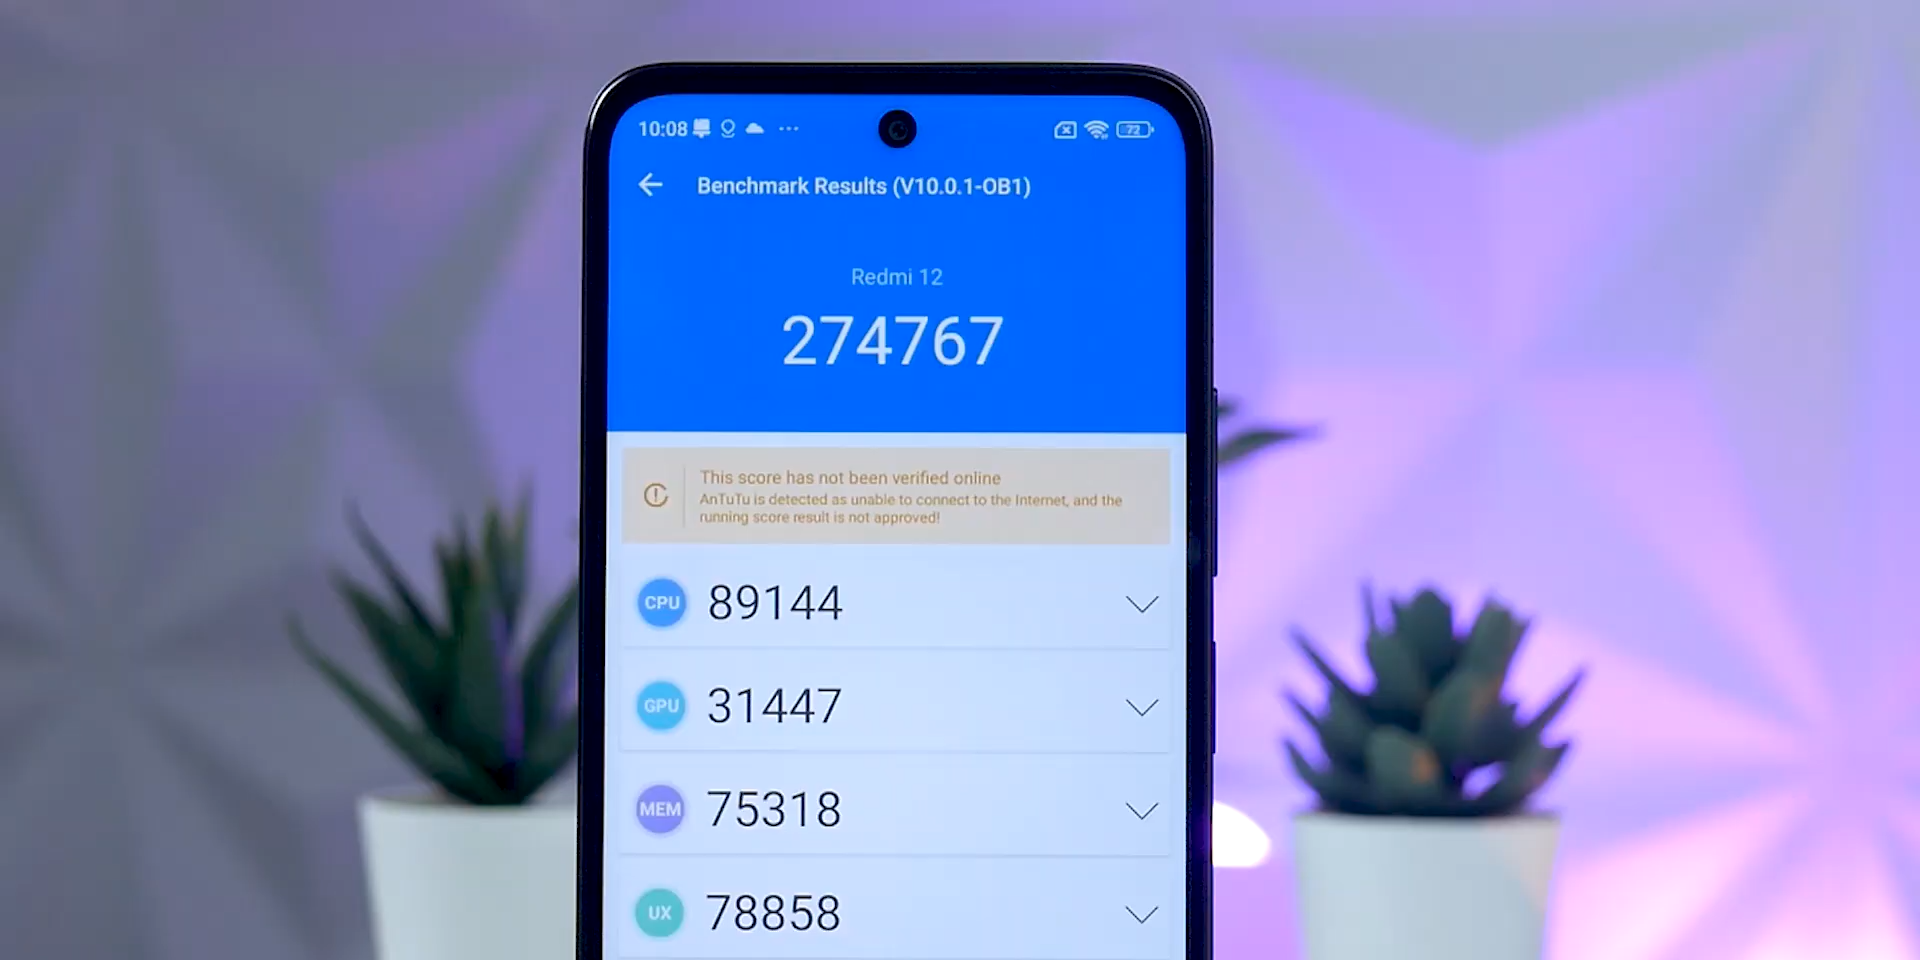 10:08 72
Benchmark Results (V10.0.1-OB1)
Redmi 12
274767
This score has not been verified online
AnTuTu is detected as unable to connect to the Internet, and the
running score result is not approved!
CPU 89144
GPU 31447
MEM 75318
UX 78858